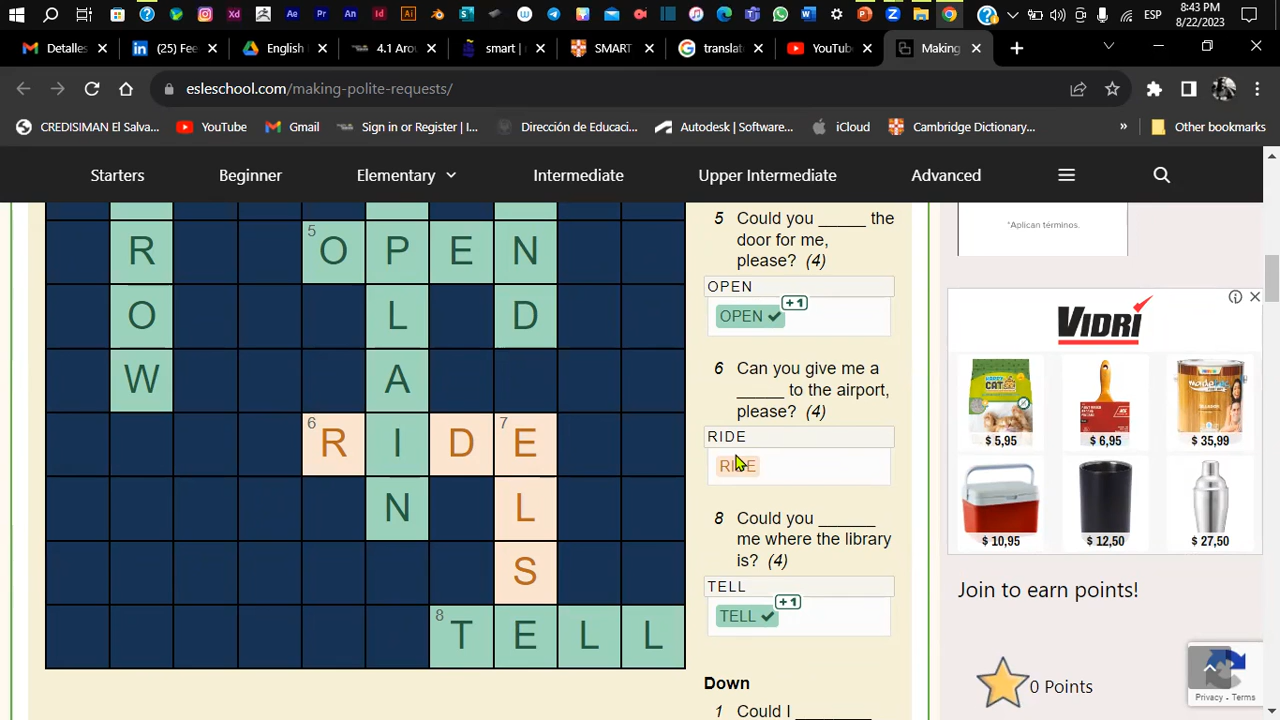 8:43 PM
ESP
8/22/2023
Detalles
(25) Fee
English
4.1 Arou
smart |
SMART
translat
YouTube
Making
esleschool.com/making-polite-requests/
CREDISIMAN El Salva...
YouTube
Gmail
Sign in or Register | I...
Dirección de Educaci...
Autodesk | Software...
iCloud
Cambridge Dictionary...
»
Other bookmarks
Starters
Beginner
Elementary
Intermediate
Upper Intermediate
Advanced
R 5 O P E N
O L D
W A
6 R I D 7 E
N L
S
8 T E L L
5 Could you _____ the
door for me,
please? (4)
OPEN
+1
OPEN ✓
6 Can you give me a
_____ to the airport,
please? (4)
RIDE
RIDE
8 Could you ______
me where the library
is? (4)
TELL
+1
TELL ✓
Down
1 Could I ________
*Aplican términos.
VIDRI
$ 5,95
$ 6,95
$ 35,99
$ 10,95
$ 12,50
$ 27,50
Join to earn points!
0 Points
Privacy - Terms